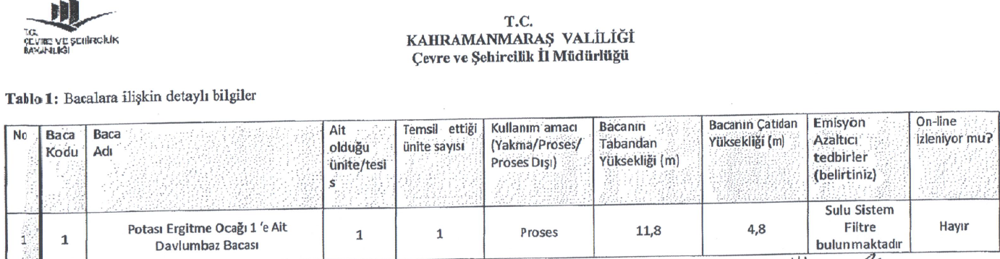 T.C.
ÇEVRE VE ŞEHİRCİLİK
BAKANLIĞI
T.C.
KAHRAMANMARAŞ VALİLİĞİ
Çevre ve Şehircilik İl Müdürlüğü
Tablo 1: Bacalara ilişkin detaylı bilgiler
No Baca Kodu Baca Adı Ait olduğu ünite/tesi s Temsil ettiği ünite sayısı Kullanım amacı (Yakma/Proses/ Proses Dışı) Bacanın Tabandan Yüksekliği (m) Bacanın Çatıdan Yüksekliği (m) Emisyon Azaltıcı tedbirler (belirtiniz) On-line izleniyor mu?
1 1 Potası Ergitme Ocağı 1 'e Ait Davlumbaz Bacası 1 1 Proses 11,8 4,8 Sulu Sistem Filtre bulunmaktadır Hayır